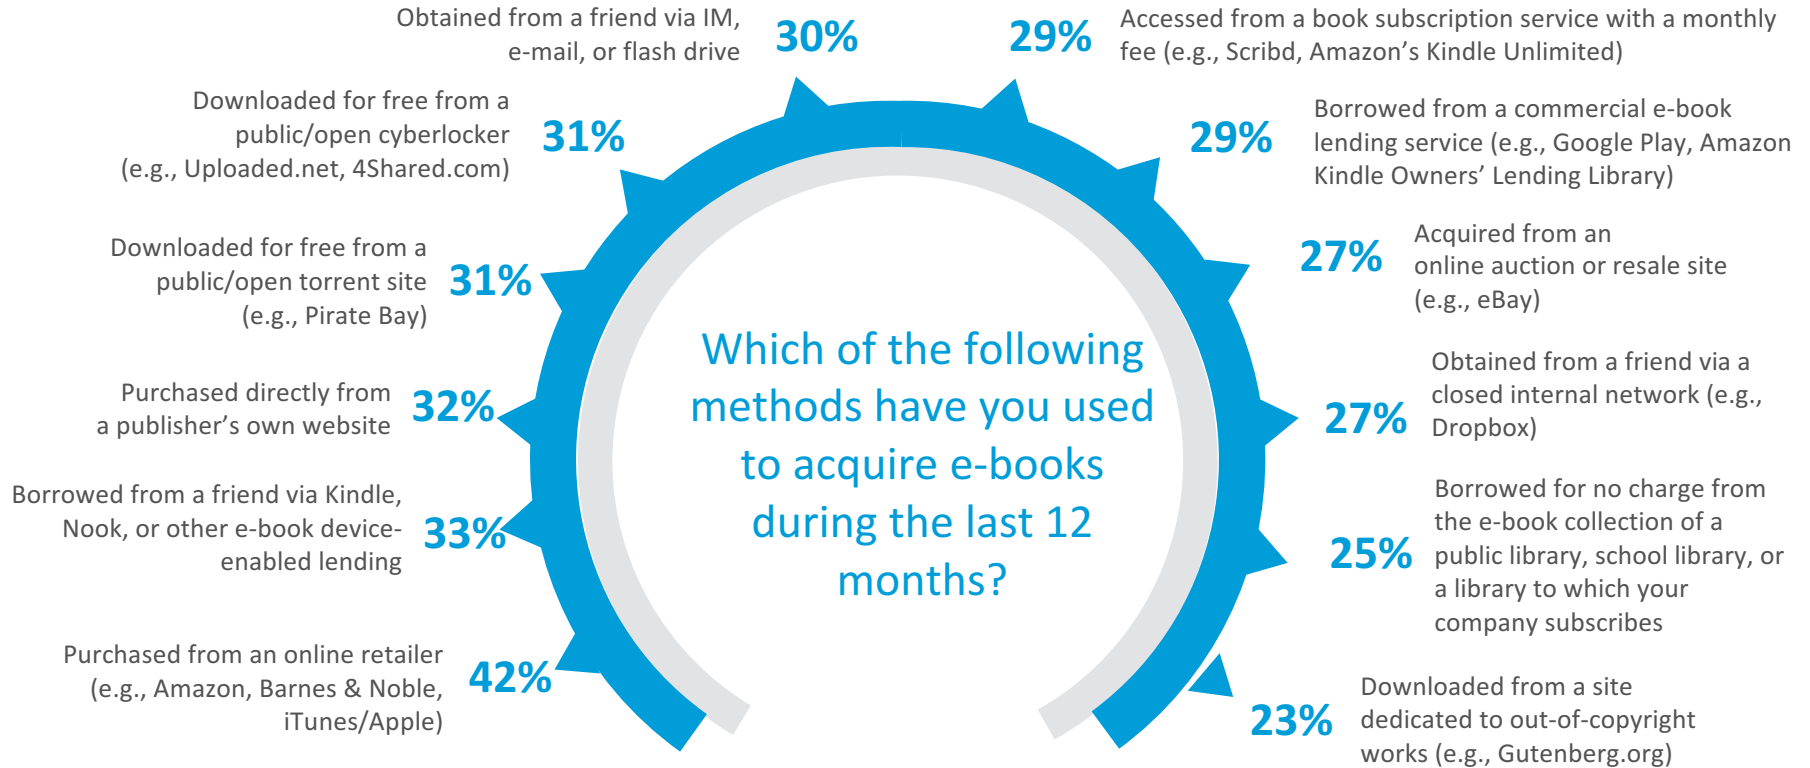 Obtained from a friend via IM,
e-mail, or flash drive
30%
29%
Accessed from a book subscription service with a monthly
fee (e.g., Scribd, Amazon’s Kindle Unlimited)
Downloaded for free from a
public/open cyberlocker
(e.g., Uploaded.net, 4Shared.com)
31%
29%
Borrowed from a commercial e-book
lending service (e.g., Google Play, Amazon
Kindle Owners’ Lending Library)
Downloaded for free from a
public/open torrent site
(e.g., Pirate Bay)
31%
27%
Acquired from an
online auction or resale site
(e.g., eBay)
Which of the following
methods have you used
to acquire e-books
during the last 12
months?
Purchased directly from
a publisher’s own website
32%
27%
Obtained from a friend via a
closed internal network (e.g.,
Dropbox)
Borrowed from a friend via Kindle,
Nook, or other e-book device-
enabled lending
33%
25%
Borrowed for no charge from
the e-book collection of a
public library, school library, or
a library to which your
company subscribes
Purchased from an online retailer
(e.g., Amazon, Barnes & Noble,
iTunes/Apple)
42%
23%
Downloaded from a site
dedicated to out-of-copyright
works (e.g., Gutenberg.org)